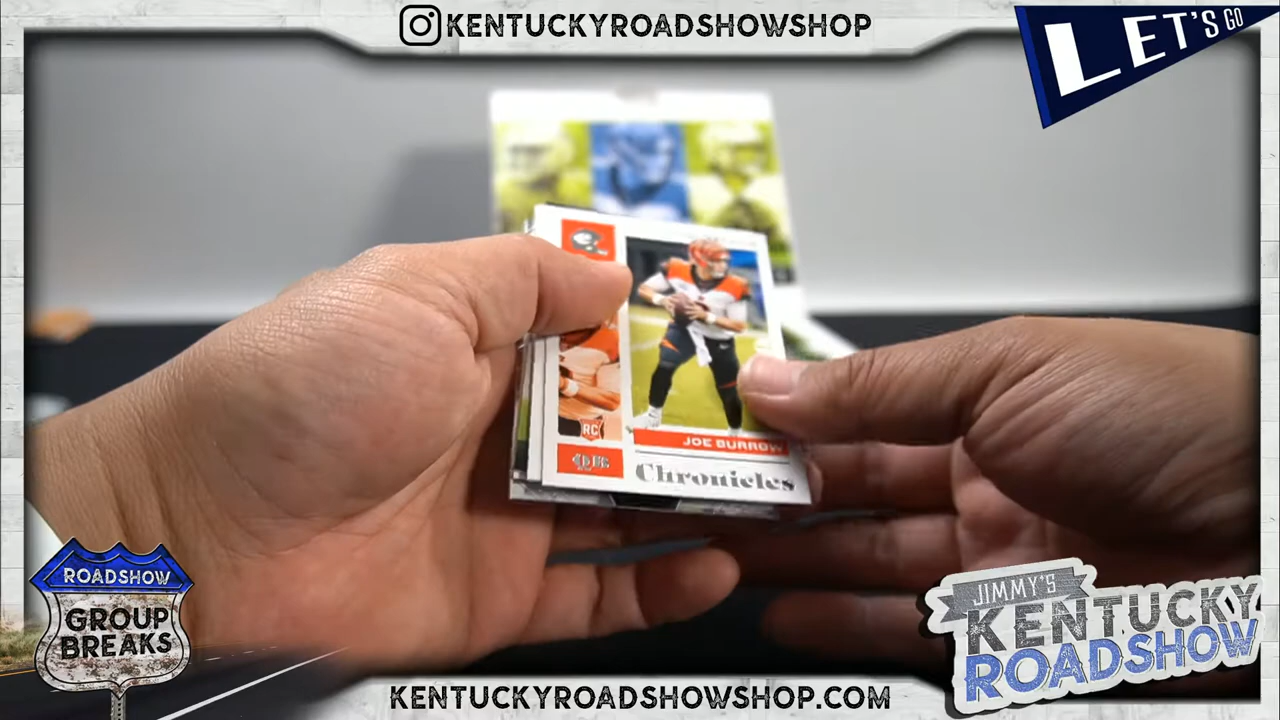 KENTUCKYROADSHOWSHOP
LET'S GO
RC
JOE BURROW
Chronicles
ROADSHOW
GROUP
BREAKS
JIMMY'S
KENTUCKY
ROADSHOW
KENTUCKYROADSHOWSHOP.COM